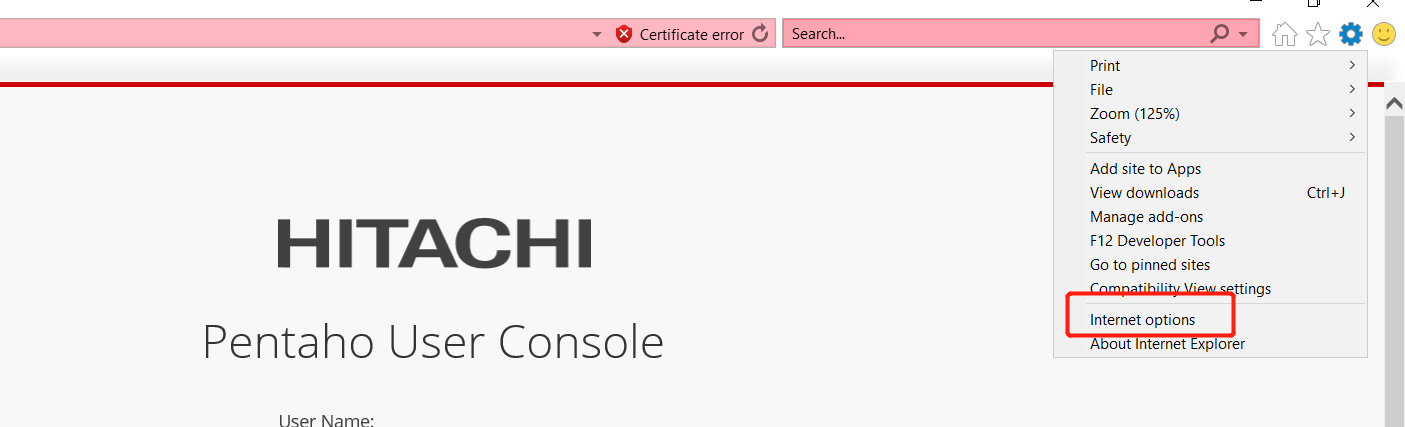 Certificate error
Search...
Print
File
Zoom (125%)
Safety
Add site to Apps
View downloads Ctrl+J
Manage add-ons
F12 Developer Tools
Go to pinned sites
Compatibility View settings
Internet options
About Internet Explorer
HITACHI
Pentaho User Console
User Name: